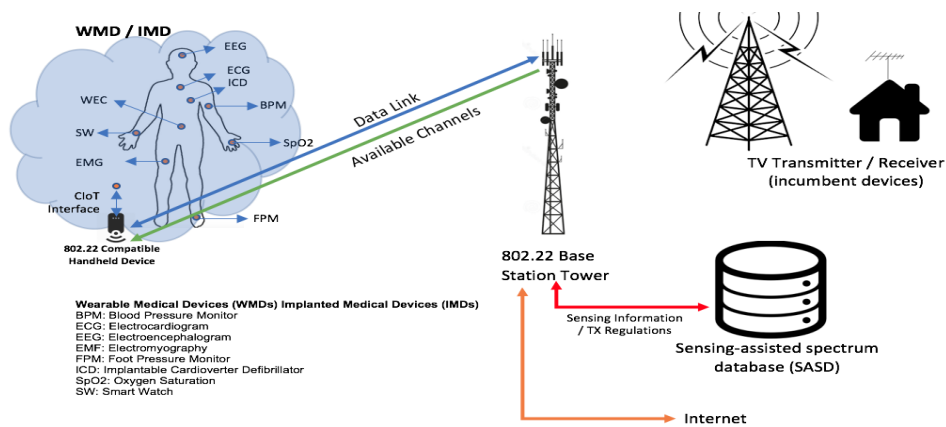 WMD / IMD
EEG
ECG
ICD
WEC
BPM
SW
SpO2
EMG
CIoT
Interface
FPM
802.22 Compatible
Handheld Device
Data Link
Available Channels
TV Transmitter / Receiver
(incumbent devices)
802.22 Base
Station Tower
Sensing Information
/ TX Regulations
Sensing-assisted spectrum
database (SASD)
Internet
Wearable Medical Devices (WMDs) Implanted Medical Devices (IMDs)
BPM: Blood Pressure Monitor
ECG: Electrocardiogram
EEG: Electroencephalogram
EMF: Electromyography
FPM: Foot Pressure Monitor
ICD: Implantable Cardioverter Defibrillator
SpO2: Oxygen Saturation
SW: Smart Watch